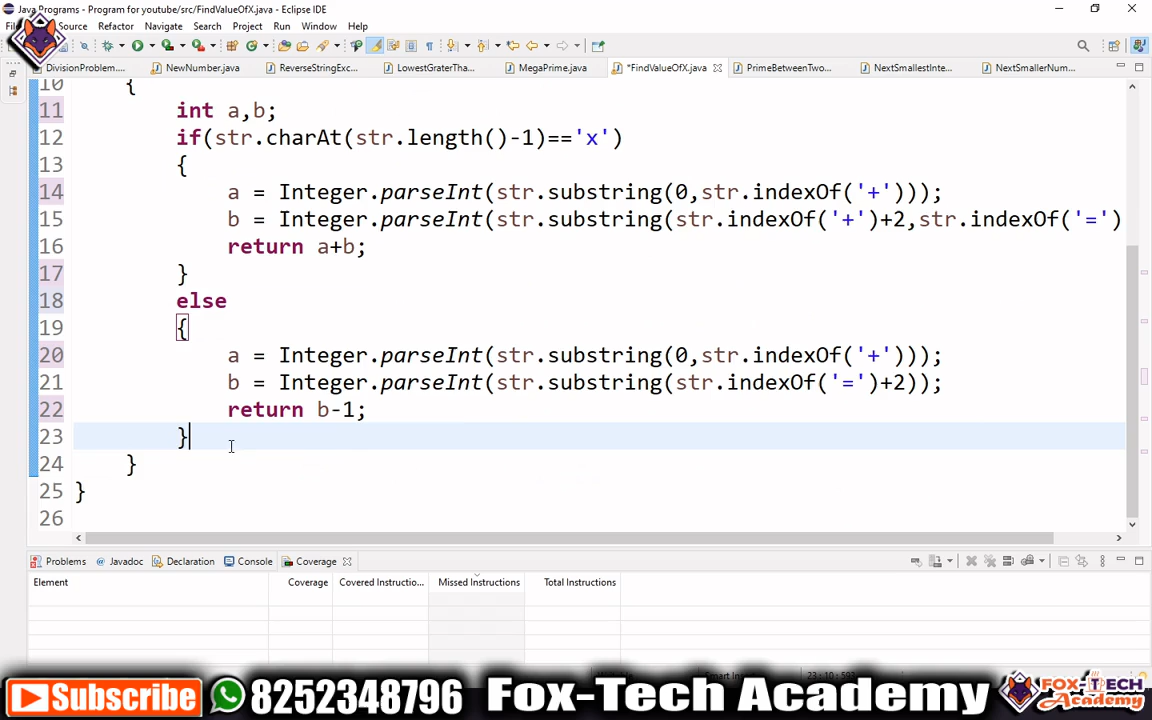 Java Programs - Program for youtube/src/FindValueOfX.java - Eclipse IDE
Source Refactor Navigate Search Project Run Window Help
DivisionProblem.... NewNumber.java ReverseStringExc... LowestGraterTha... MegaPrime.java *FindValueOfX.java PrimeBetweenTwo... NextSmallestInte... NextSmallerNum...
10 {
11 int a,b;
12 if(str.charAt(str.length()-1)=='x')
13 {
14 a = Integer.parseInt(str.substring(0,str.indexOf('+')));
15 b = Integer.parseInt(str.substring(str.indexOf('+')+2,str.indexOf('=')
16 return a+b;
17 }
18 else
19 {
20 a = Integer.parseInt(str.substring(0,str.indexOf('+')));
21 b = Integer.parseInt(str.substring(str.indexOf('=')+2));
22 return b-1;
23 }
24 }
25 }
26
Problems @ Javadoc Declaration Console Coverage
Element Coverage Covered Instructio... Missed Instructions Total Instructions
Subscribe 8252348796 Fox-Tech Academy FOX-TECH Academy